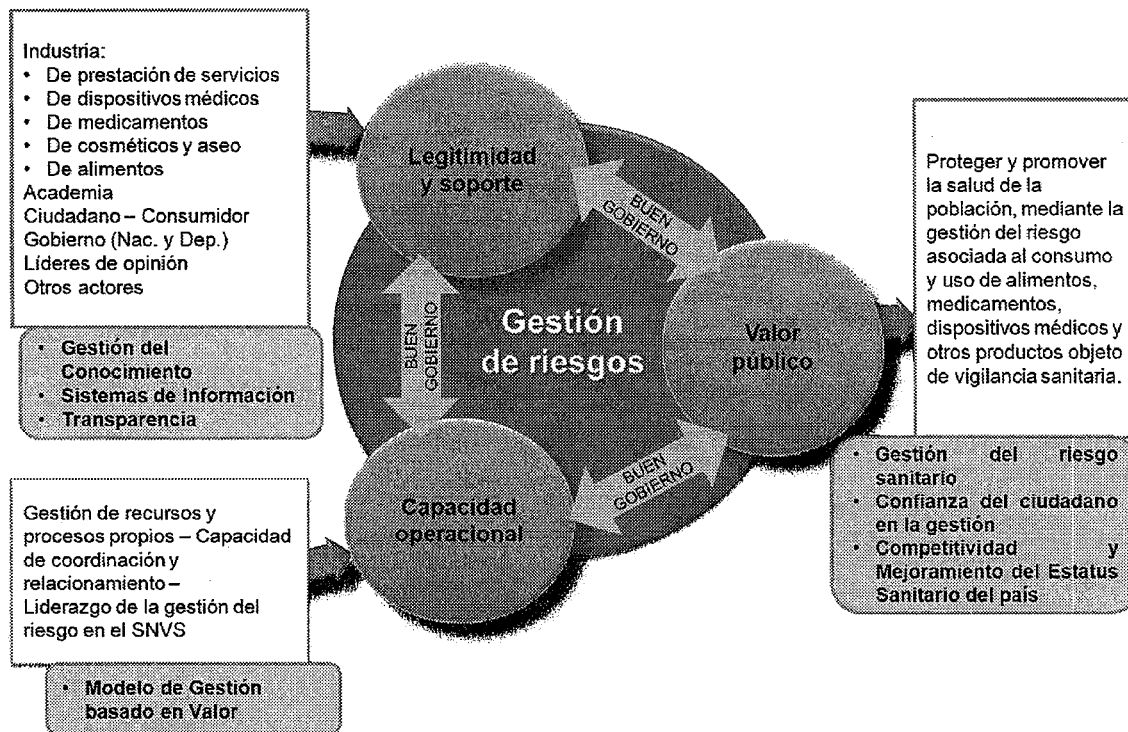 Industria:
• De prestación de servicios
• De dispositivos médicos
• De medicamentos
• De cosméticos y aseo
• De alimentos
Academia
Ciudadano – Consumidor
Gobierno (Nac. y Dep.)
Líderes de opinión
Otros actores
• Gestión del
Conocimiento
• Sistemas de Información
• Transparencia
Gestión de recursos y
procesos propios – Capacidad
de coordinación y
relacionamiento –
Liderazgo de la gestión del
riesgo en el SNVS
• Modelo de Gestión
basado en Valor
Legitimidad
y soporte
BUEN
GOBIERNO
BUEN
GOBIERNO
Gestión
de riesgos
Valor
público
BUEN
GOBIERNO
Capacidad
operacional
Proteger y promover
la salud de la
población, mediante la
gestión del riesgo
asociada al consumo
y uso de alimentos,
medicamentos,
dispositivos médicos y
otros productos objeto
de vigilancia sanitaria.
• Gestión del riesgo
sanitario
• Confianza del ciudadano
en la gestión
• Competitividad y
Mejoramiento del Estatus
Sanitario del país